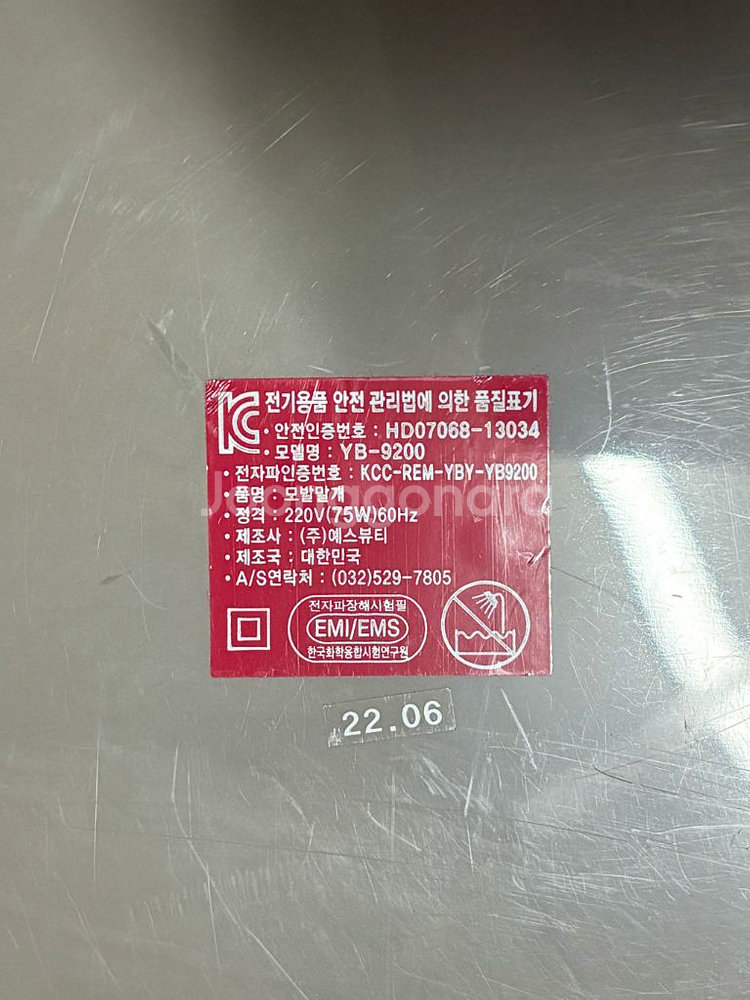 KC 전기용품 안전 관리법에 의한 품질표기
· 안전인증번호 : HD07068-13034
· 모델명 : YB-9200
· 전자파인증번호 : KCC-REM-YBY-YB9200
· 품명 : 모발말개
· 정격 : 220V(75W)60Hz
· 제조사 : (주)예스뷰티
· 제조국 : 대한민국
· A/S연락처 : (032)529-7805
전자파장해시험필
EMI/EMS
한국화학융합시험연구원
22.06
Joonggonara